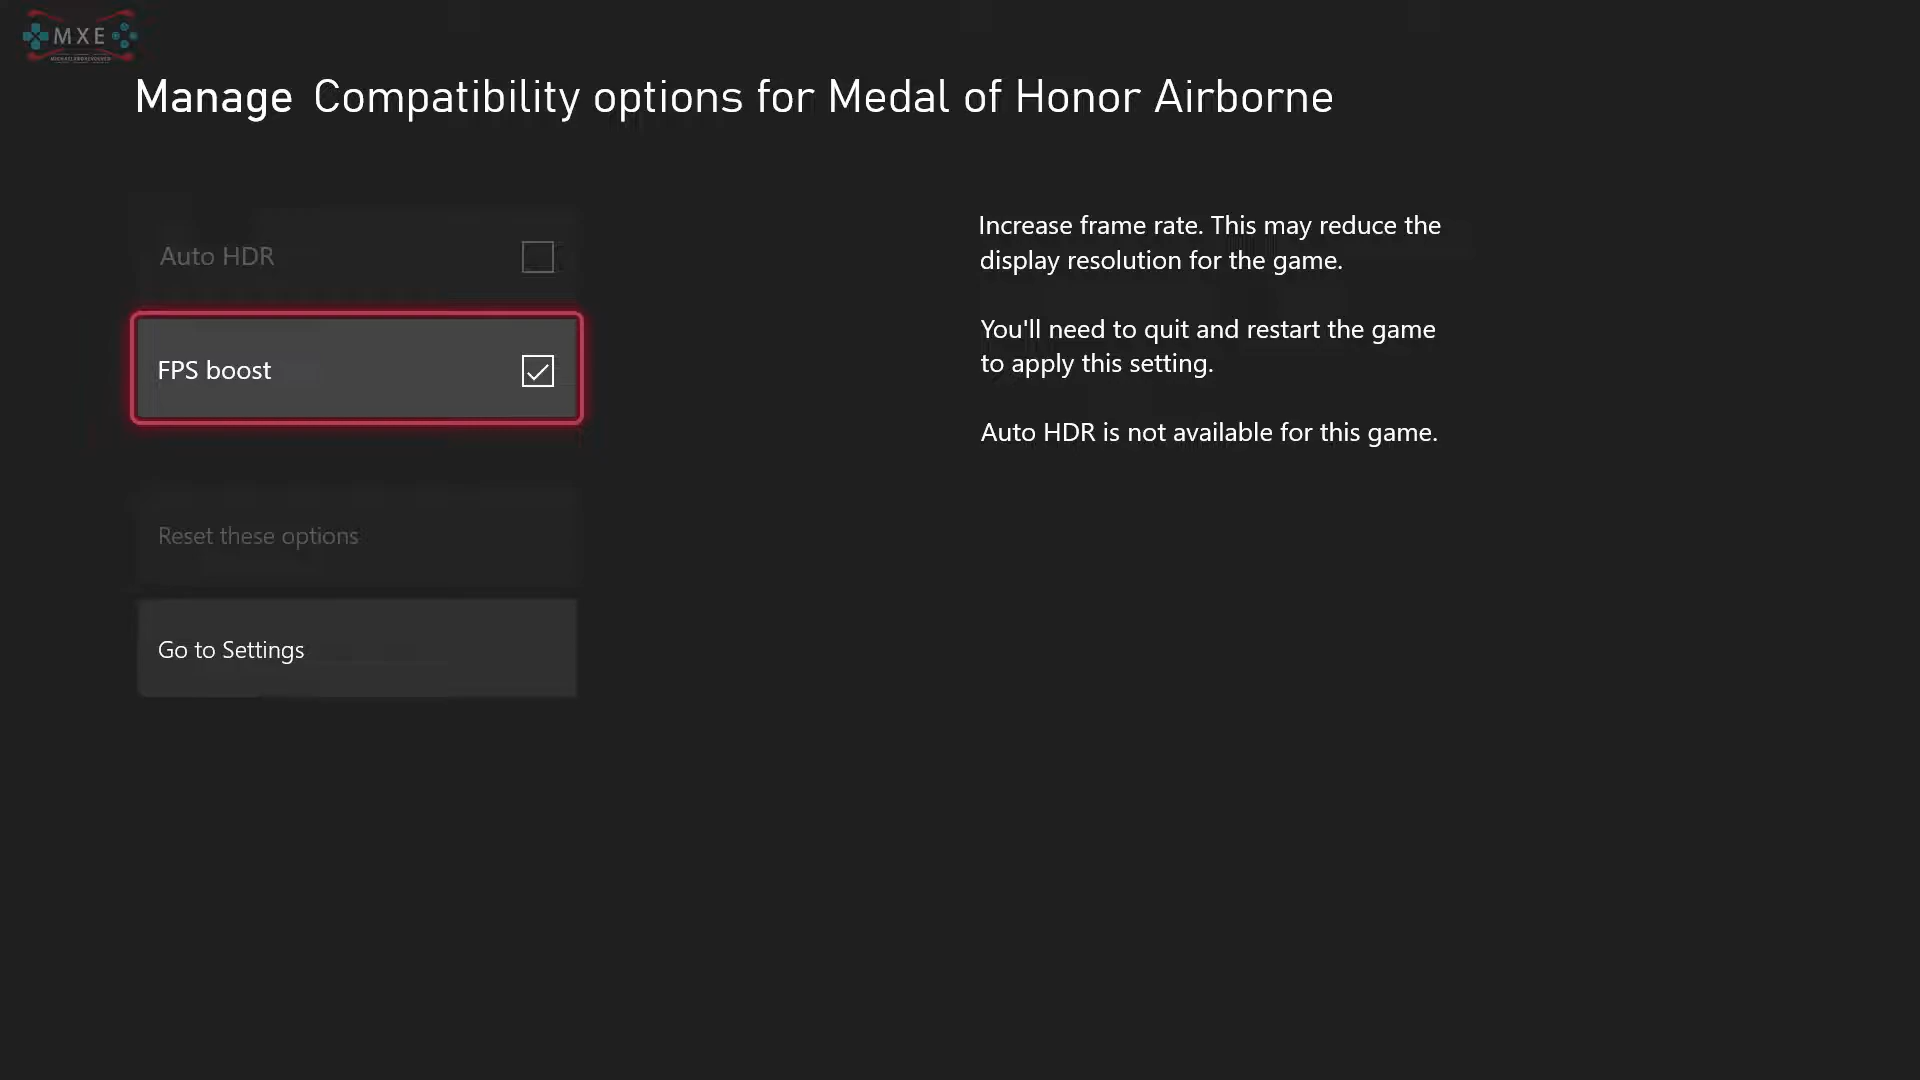 MXE
Manage Compatibility options for Medal of Honor Airborne
Auto HDR
FPS boost
Reset these options
Go to Settings
Increase frame rate. This may reduce the
display resolution for the game.
You'll need to quit and restart the game
to apply this setting.
Auto HDR is not available for this game.